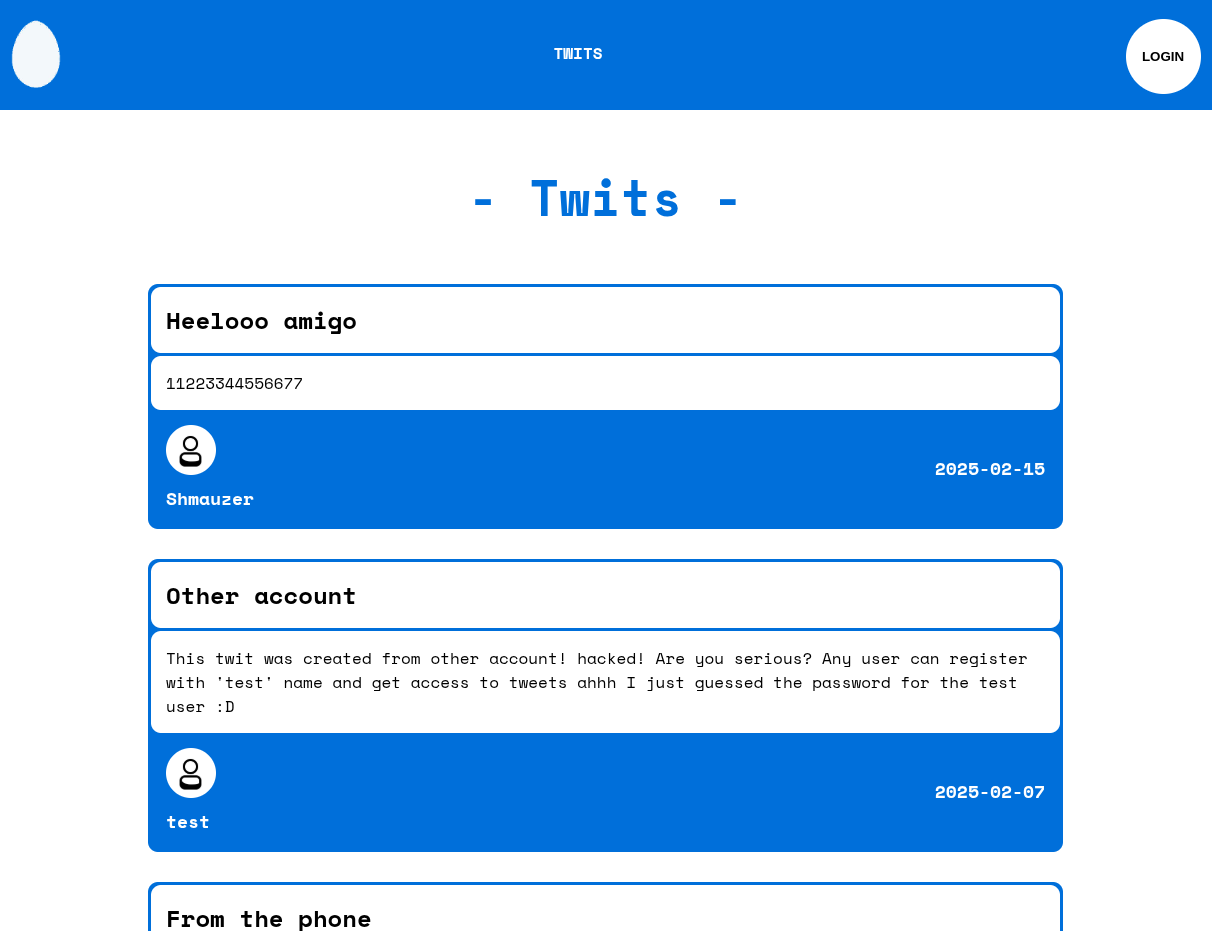 TWITS
LOGIN
- Twits -
Heelooo amigo
11223344556677
Shmauzer
2025-02-15
Other account
This twit was created from other account! hacked! Are you serious? Any user can register
with 'test' name and get access to tweets ahhh I just guessed the password for the test
user :D
test
2025-02-07
From the phone